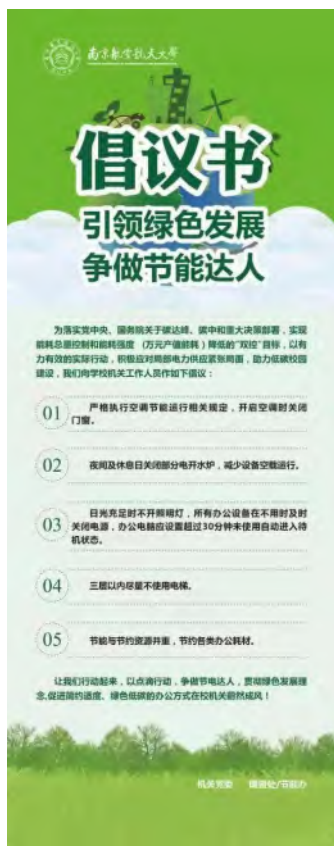 南京航空航天大学
倡议书
引领绿色发展
争做节能达人
为落实党中央、国务院关于碳达峰、碳中和重大决策部署，实现
能耗总量控制和能耗强度（万元产值能耗）降低的“双控”目标，以有
力有效的实际行动，积极应对局部电力供应紧张局面，助力低碳校园
建设，我们向学校机关工作人员作如下倡议：
01 严格执行空调节能运行相关规定，开启空调时关闭
门窗。
02 夜间及休息日关闭部分电开水炉，减少设备空载运行。
03 日光充足时不开照明灯，所有办公设备在不用时及时
关闭电源，办公电脑应设置超过30分钟未使用自动进入待
机状态。
04 三层以内尽量不使用电梯。
05 节能与节约资源并重，节约各类办公耗材。
让我们行动起来，以点滴行动，争做节电达人，贯彻绿色发展理
念,促进简约适度、绿色低碳的办公方式在校机关蔚然成风！
机关党委 后勤处/节能办